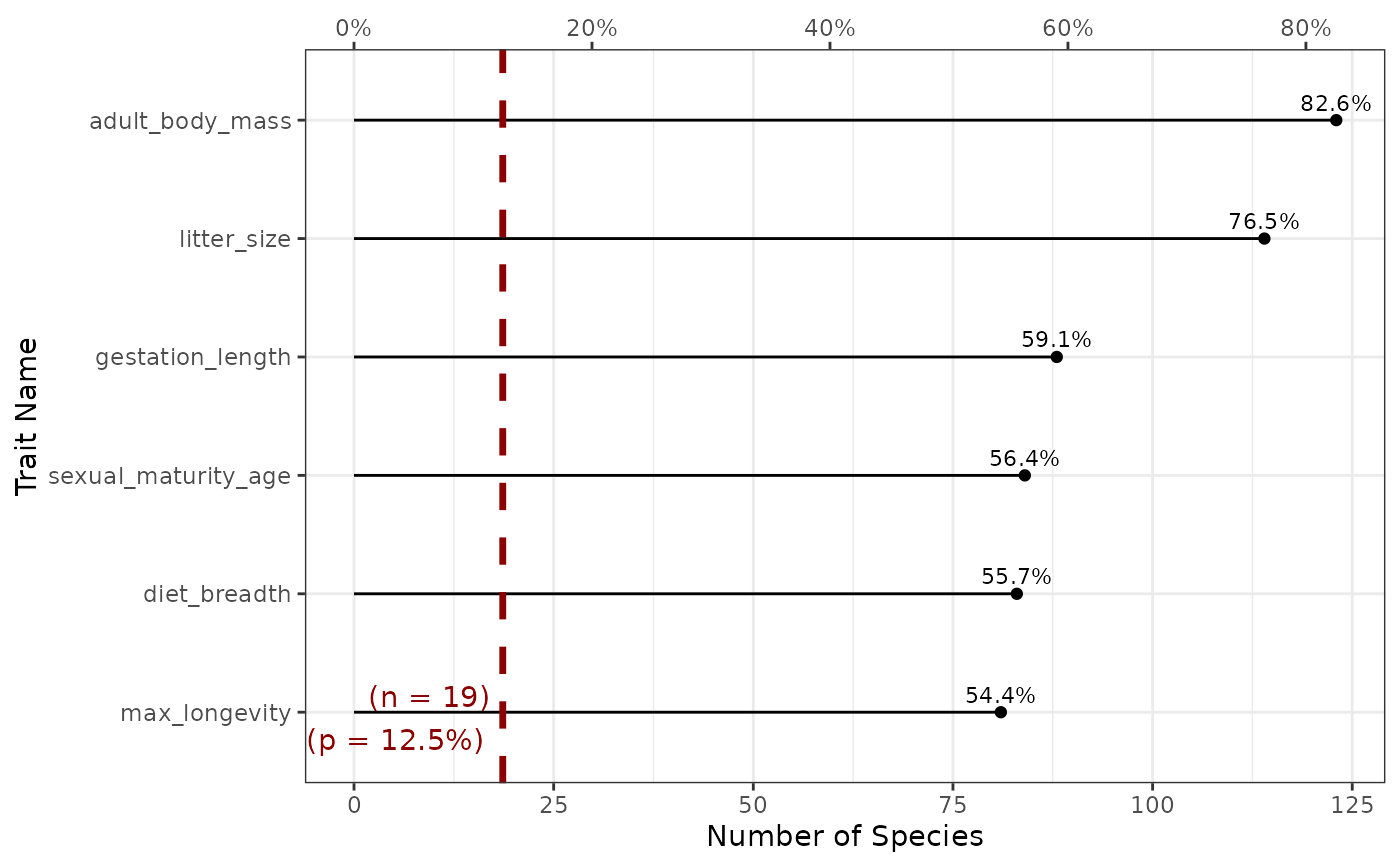 0% 20% 40% 60% 80%
adult_body_mass 82.6%
litter_size 76.5%
gestation_length 59.1%
Trait Name
sexual_maturity_age 56.4%
diet_breadth 55.7%
max_longevity (n = 19) 54.4%
(p = 12.5%)
0 25 50 75 100 125
Number of Species